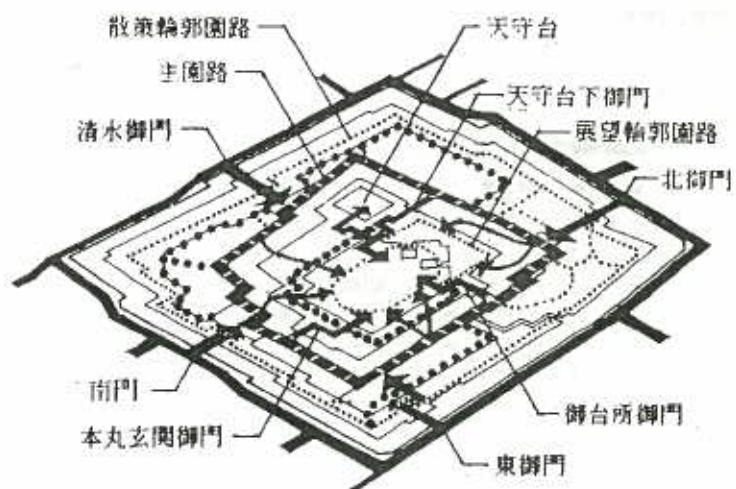 散策輪郭園路
天守台
主園路
天守台下御門
清水御門
展望輪郭園路
北御門
南門
御台所御門
本丸玄関御門
東御門